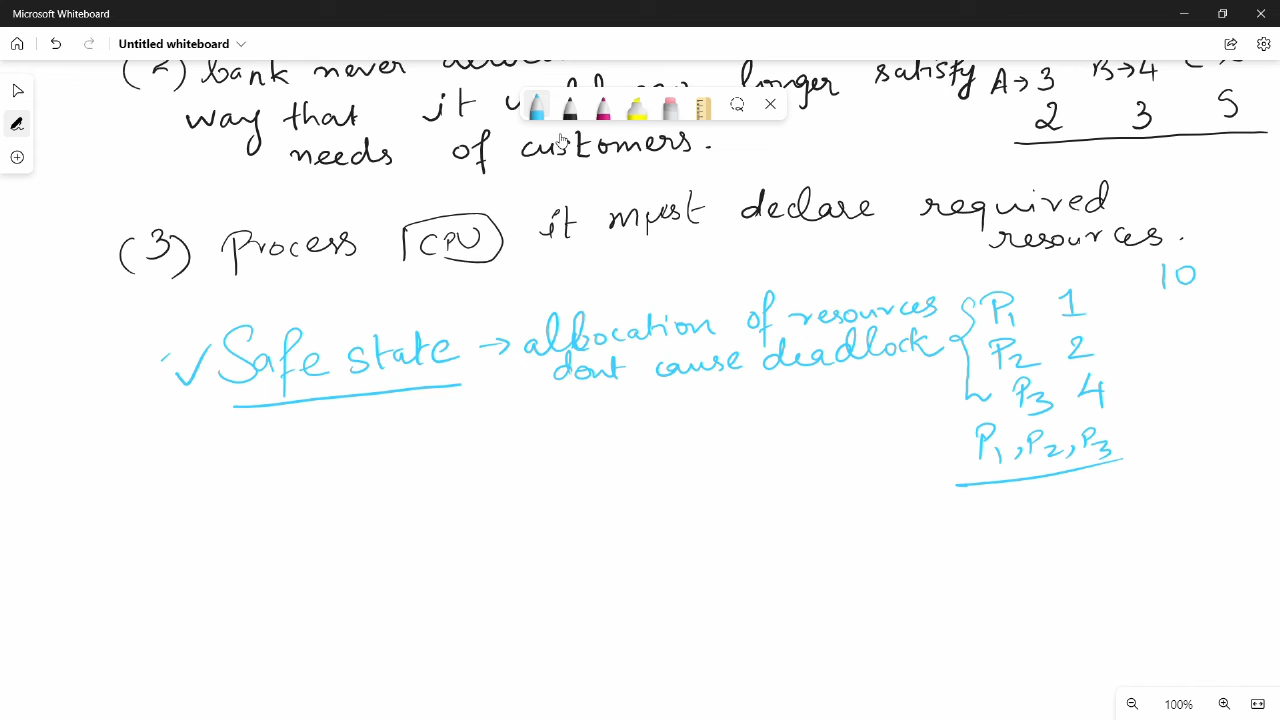 Microsoft Whiteboard
Untitled whiteboard
(2) bank never
longer satisfy
A → 3 B → 4
way that it
2 3 5
needs of customers.
(3) Process CPU it must declare required
resources.
10
✓ Safe state → allocation of resources
dont cause deadlock
P1 1
P2 2
P3 4
P1, P2, P3
100%